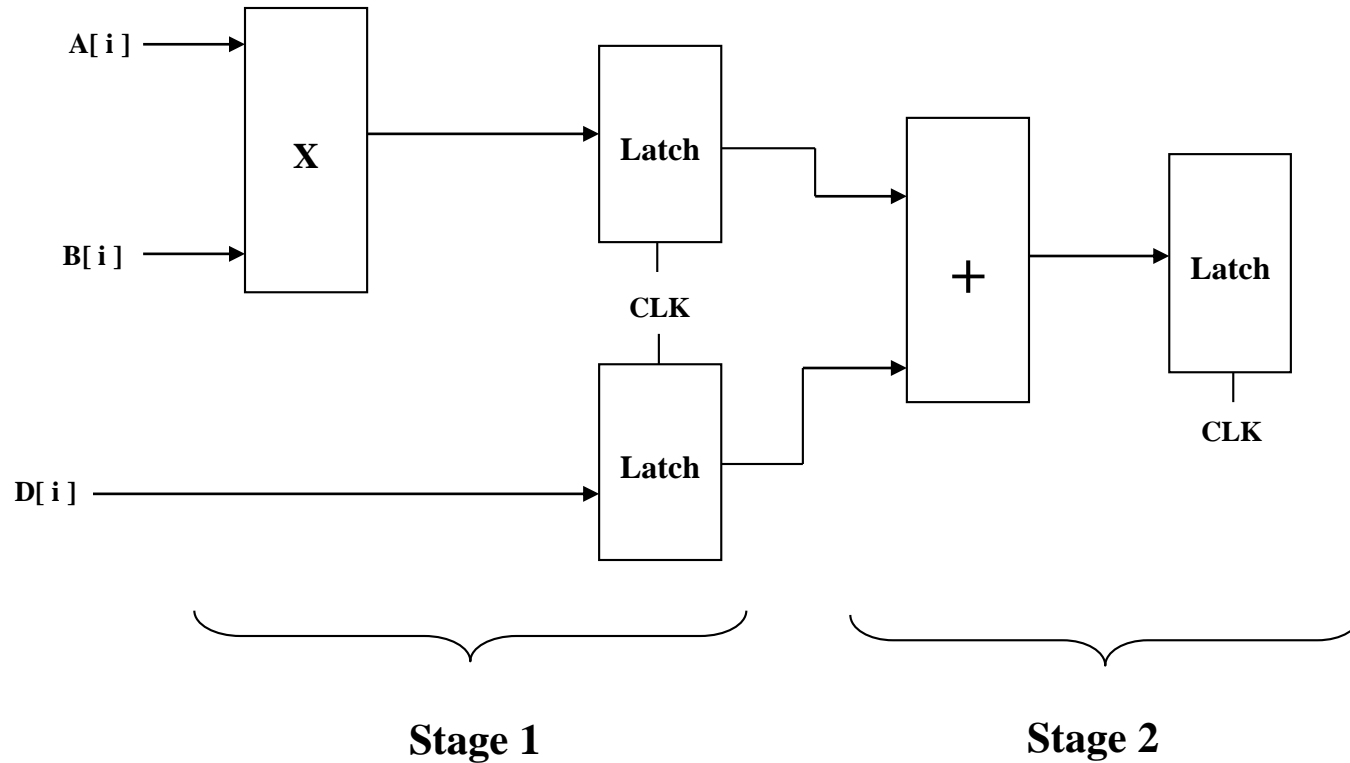 A[ i ]
B[ i ]
X
Latch
CLK
D[ i ]
Latch
+
Latch
CLK
Stage 1
Stage 2